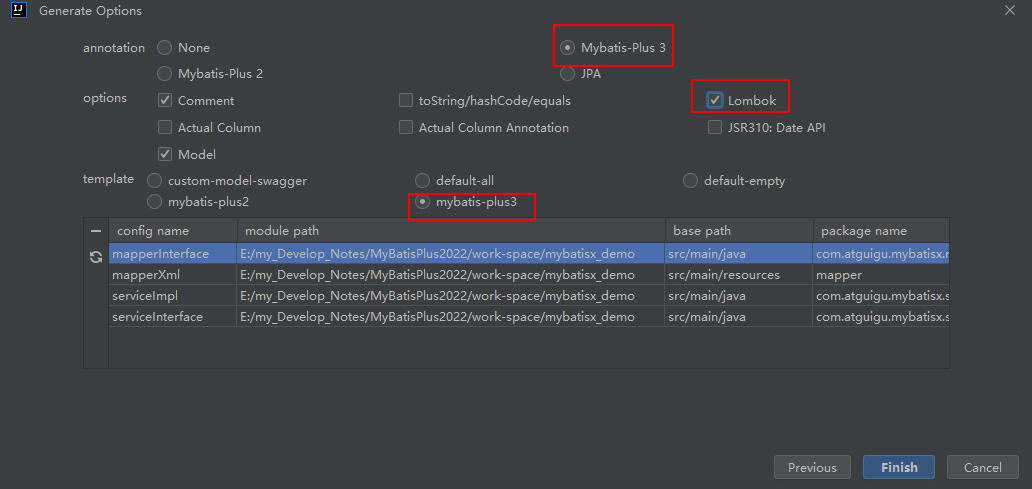 IJ Generate Options
annotation None Mybatis-Plus 3
Mybatis-Plus 2 JPA
options Comment toString/hashCode/equals Lombok
Actual Column Actual Column Annotation JSR310: Date API
Model
template custom-model-swagger default-all default-empty
mybatis-plus2 mybatis-plus3
config name module path base path package name
mapperInterface E:/my_Develop_Notes/MyBatisPlus2022/work-space/mybatisx_demo src/main/java com.atguigu.mybatisx.
mapperXml E:/my_Develop_Notes/MyBatisPlus2022/work-space/mybatisx_demo src/main/resources mapper
serviceImpl E:/my_Develop_Notes/MyBatisPlus2022/work-space/mybatisx_demo src/main/java com.atguigu.mybatisx.s
serviceInterface E:/my_Develop_Notes/MyBatisPlus2022/work-space/mybatisx_demo src/main/java com.atguigu.mybatisx.s
Previous Finish Cancel